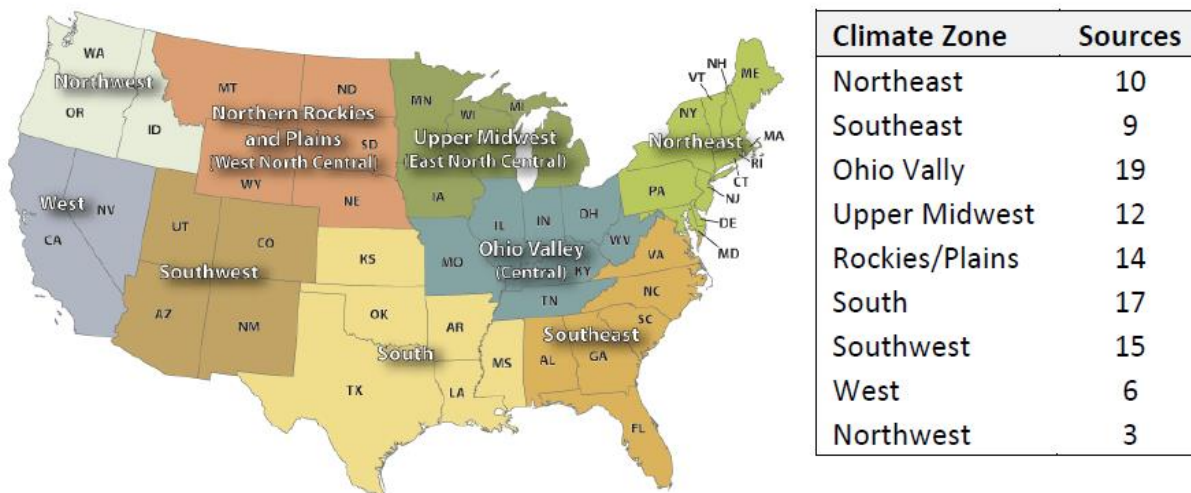 WA
Northwest
OR
ID
MT
ND
Northern Rockies
and Plains
(West North Central)
SD
WY
NE
MN
WI
MI
Upper Midwest
(East North Central)
IA
VT
NH
ME
NY
Northeast
MA
RI
CT
PA
NJ
DE
MD
West
NV
CA
UT
CO
Southwest
AZ
NM
IL
IN
OH
WV
Ohio Valley
(Central)
MO
KY
TN
VA
NC
SC
Southeast
AL
GA
FL
KS
OK
AR
South
TX
LA
MS
Climate Zone Sources
Northeast 10
Southeast 9
Ohio Vally 19
Upper Midwest 12
Rockies/Plains 14
South 17
Southwest 15
West 6
Northwest 3